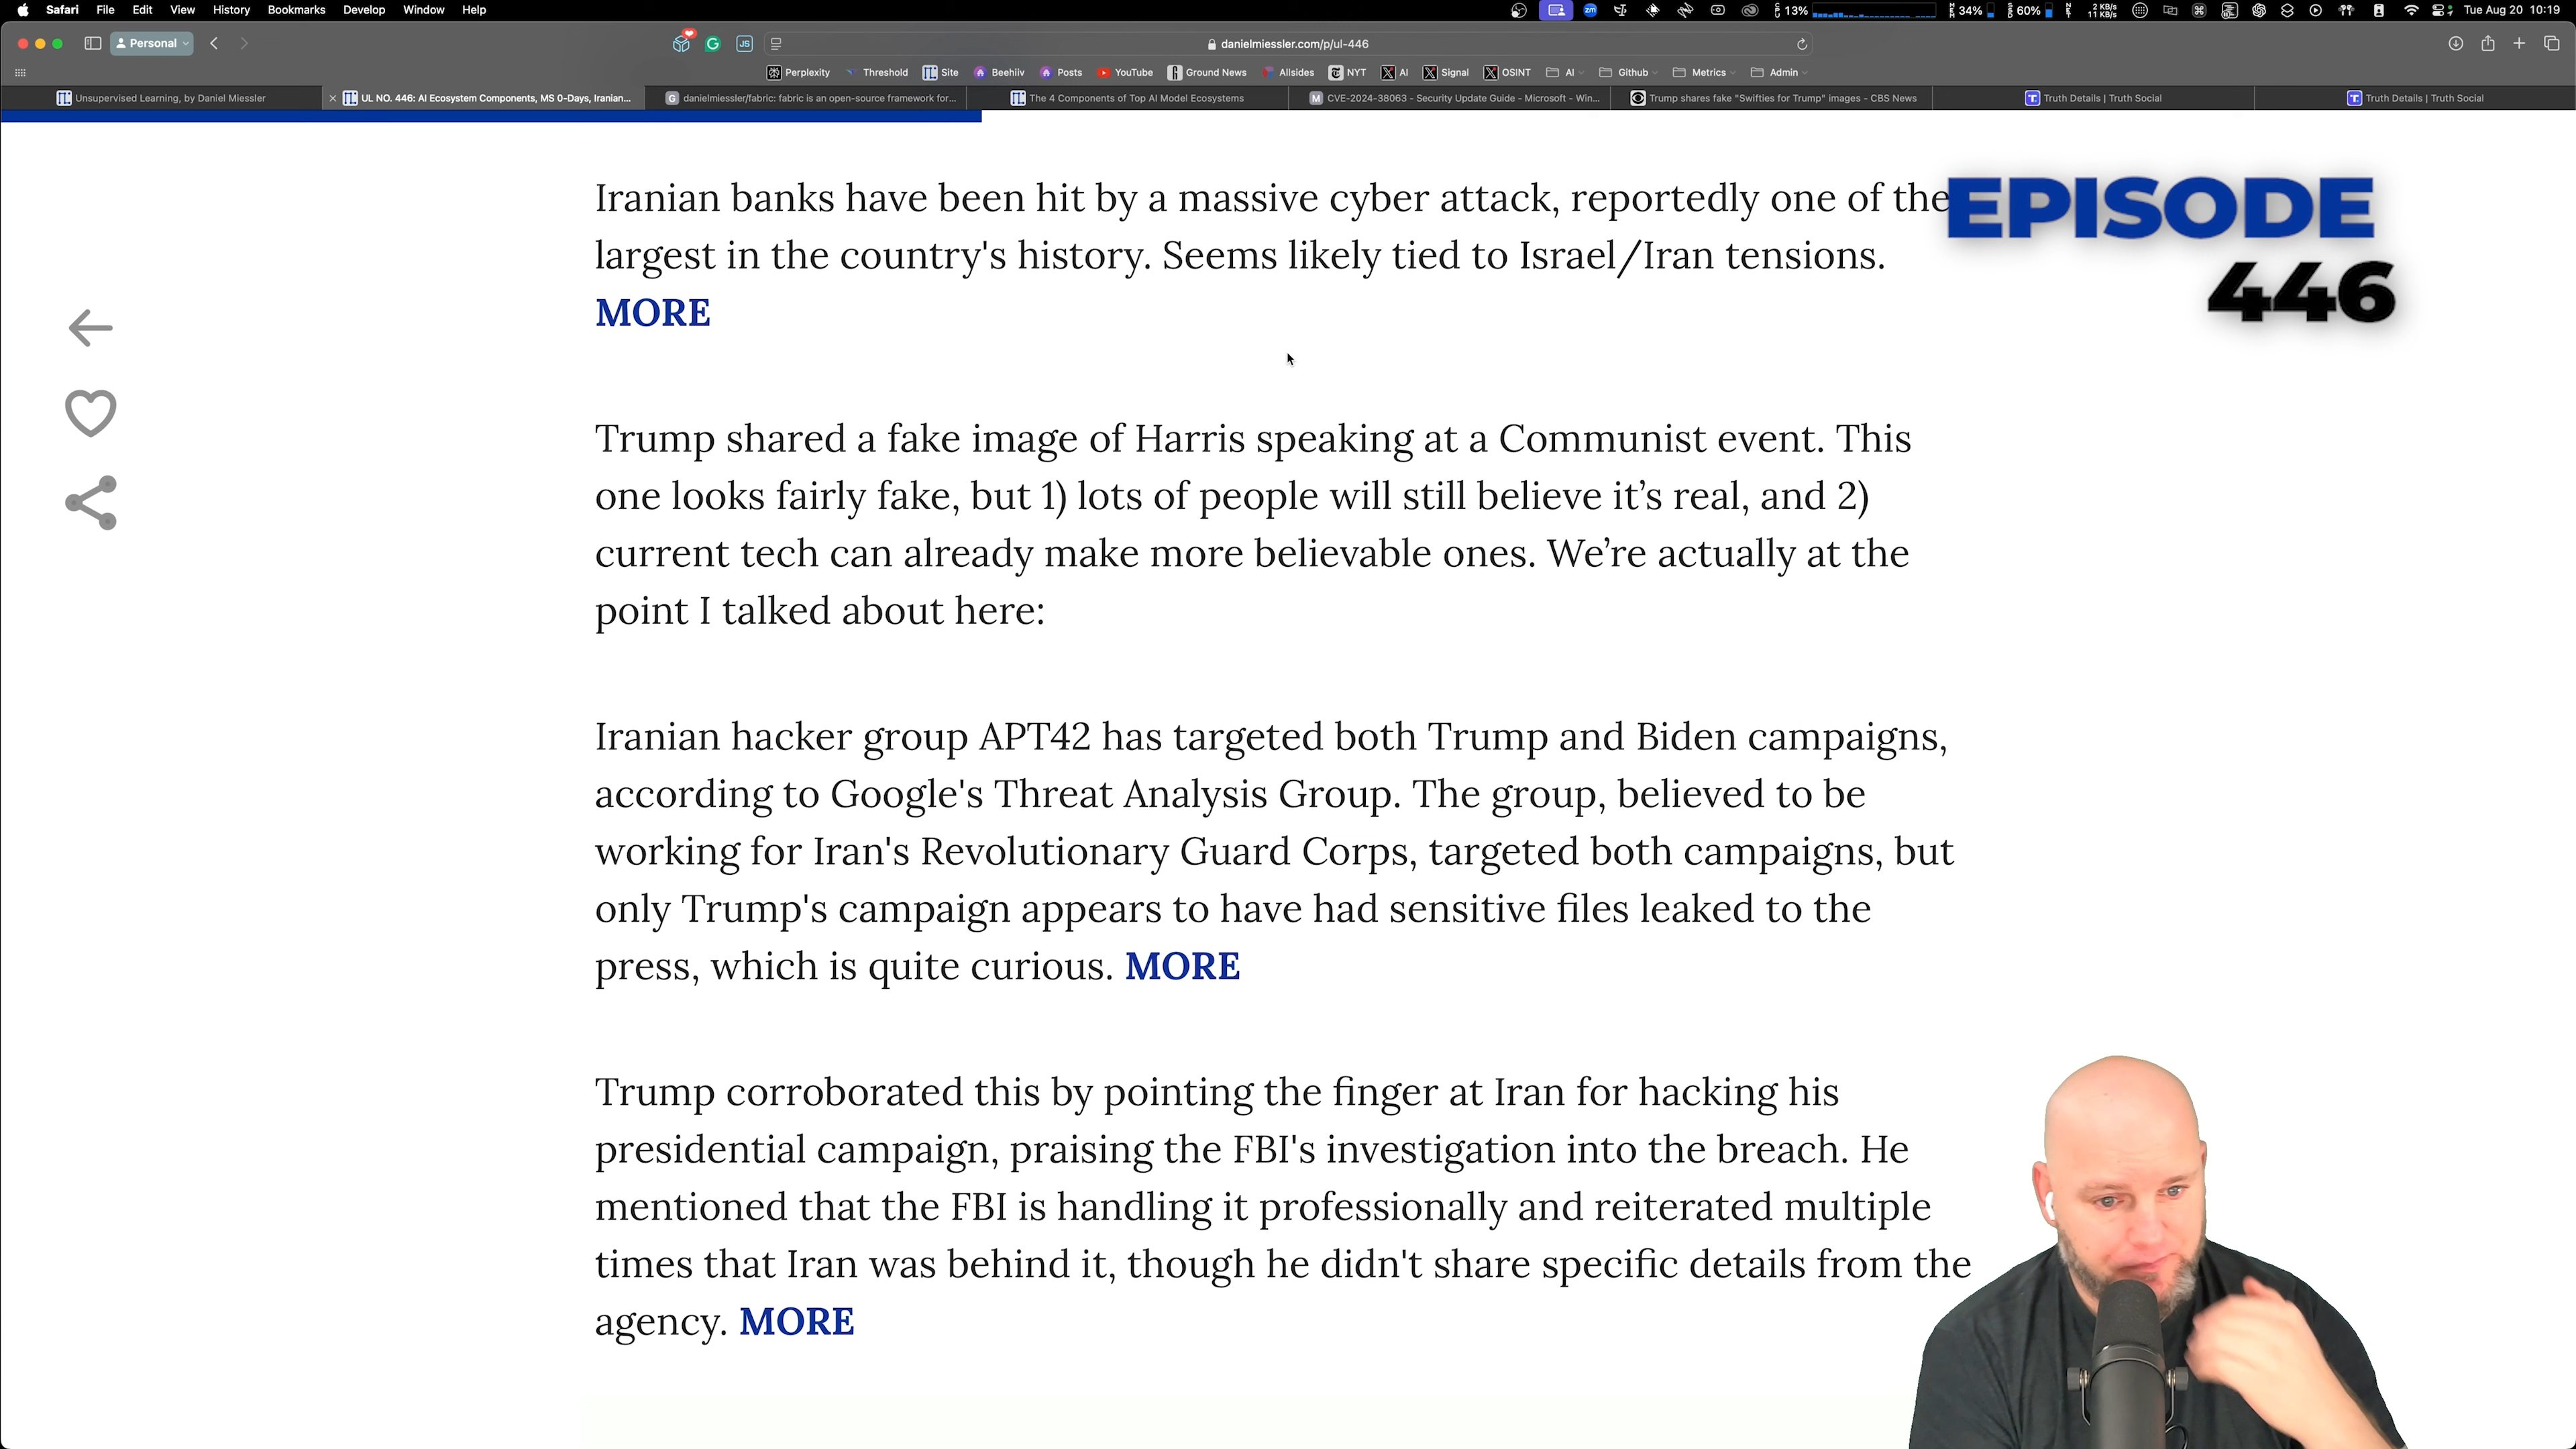 Safari File Edit View History Bookmarks Develop Window Help
13% 34% 60% 2 KB/s 11 KB/s Tue Aug 20 10:19
Personal
danielmiessler.com/p/ul-446
Perplexity Threshold Site Beehiiv Posts YouTube Ground News Allsides NYT AI Signal OSINT AI Github Metrics Admin
Unsupervised Learning, by Daniel Miessler
UL NO. 446: AI Ecosystem Components, MS 0-Days, Iranian...
danielmiessler/fabric: fabric is an open-source framework for...
The 4 Components of Top AI Model Ecosystems
CVE-2024-38063 - Security Update Guide - Microsoft - Win...
Trump shares fake "Swifties for Trump" images - CBS News
Truth Details | Truth Social
Truth Details | Truth Social
EPISODE
446
Iranian banks have been hit by a massive cyber attack, reportedly one of the
largest in the country's history. Seems likely tied to Israel/Iran tensions.
MORE
Trump shared a fake image of Harris speaking at a Communist event. This
one looks fairly fake, but 1) lots of people will still believe it’s real, and 2)
current tech can already make more believable ones. We’re actually at the
point I talked about here:
Iranian hacker group APT42 has targeted both Trump and Biden campaigns,
according to Google's Threat Analysis Group. The group, believed to be
working for Iran's Revolutionary Guard Corps, targeted both campaigns, but
only Trump's campaign appears to have had sensitive files leaked to the
press, which is quite curious. MORE
Trump corroborated this by pointing the finger at Iran for hacking his
presidential campaign, praising the FBI's investigation into the breach. He
mentioned that the FBI is handling it professionally and reiterated multiple
times that Iran was behind it, though he didn't share specific details from the
agency. MORE